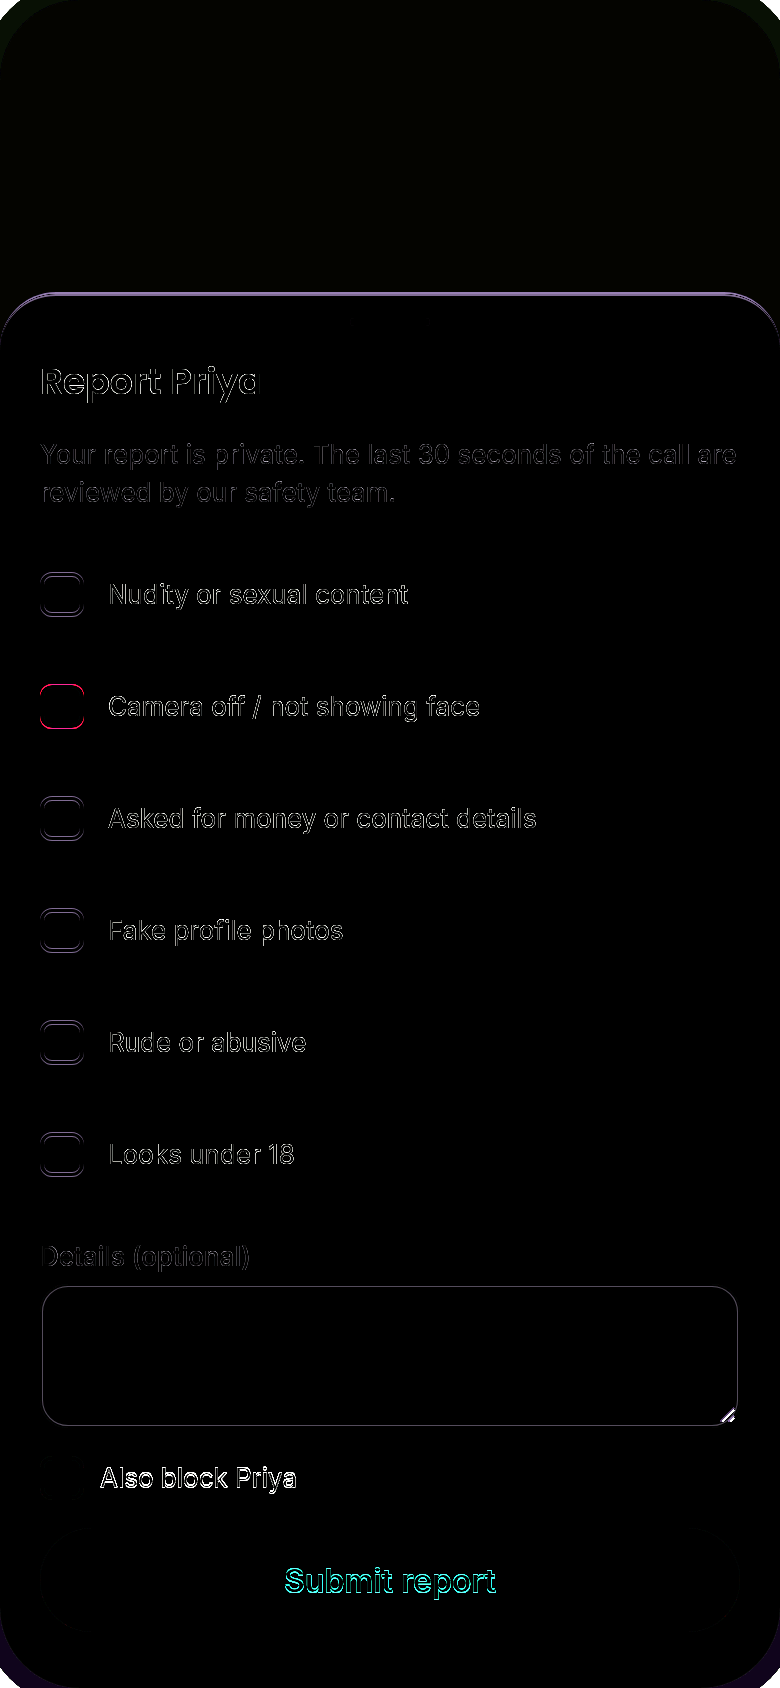 Report Priya
Your report is private. The last 30 seconds of the call are
reviewed by our safety team.
Nudity or sexual content
Camera off / not showing face
Asked for money or contact details
Fake profile photos
Rude or abusive
Looks under 18
Details (optional)
Also block Priya
Submit report